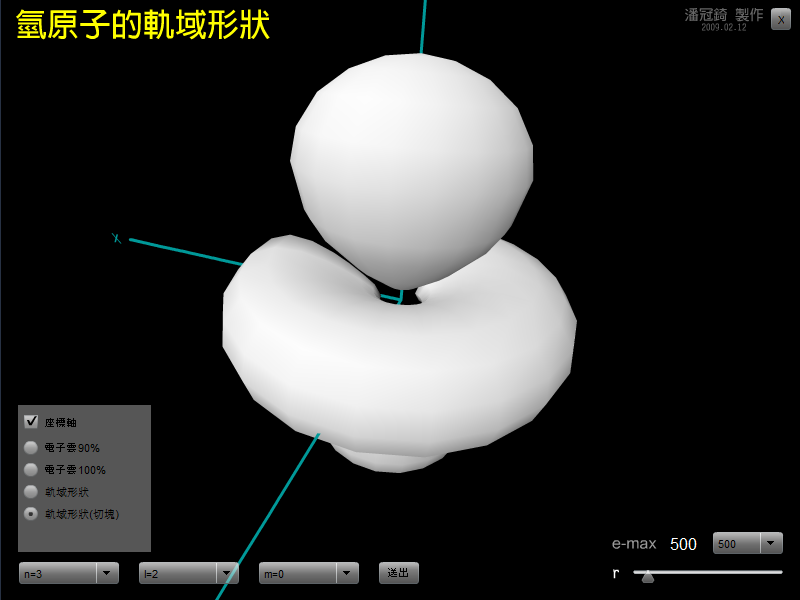 氫原子的軌域形狀
潘冠錡 製作
2009.02.12
X
X
座標軸
電子雲90%
電子雲100%
軌域形狀
軌域形狀(切塊)
e-max 500 500
r
n=3 l=2 m=0 送出